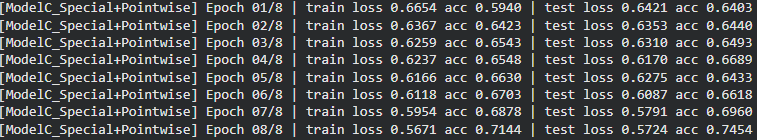 [ModelC_Special+Pointwise] Epoch 01/8 | train loss 0.6654 acc 0.5940 | test loss 0.6421 acc 0.6403
[ModelC_Special+Pointwise] Epoch 02/8 | train loss 0.6367 acc 0.6423 | test loss 0.6353 acc 0.6440
[ModelC_Special+Pointwise] Epoch 03/8 | train loss 0.6259 acc 0.6543 | test loss 0.6310 acc 0.6493
[ModelC_Special+Pointwise] Epoch 04/8 | train loss 0.6237 acc 0.6548 | test loss 0.6170 acc 0.6689
[ModelC_Special+Pointwise] Epoch 05/8 | train loss 0.6166 acc 0.6630 | test loss 0.6275 acc 0.6433
[ModelC_Special+Pointwise] Epoch 06/8 | train loss 0.6118 acc 0.6703 | test loss 0.6087 acc 0.6618
[ModelC_Special+Pointwise] Epoch 07/8 | train loss 0.5954 acc 0.6878 | test loss 0.5791 acc 0.6960
[ModelC_Special+Pointwise] Epoch 08/8 | train loss 0.5671 acc 0.7144 | test loss 0.5724 acc 0.7454